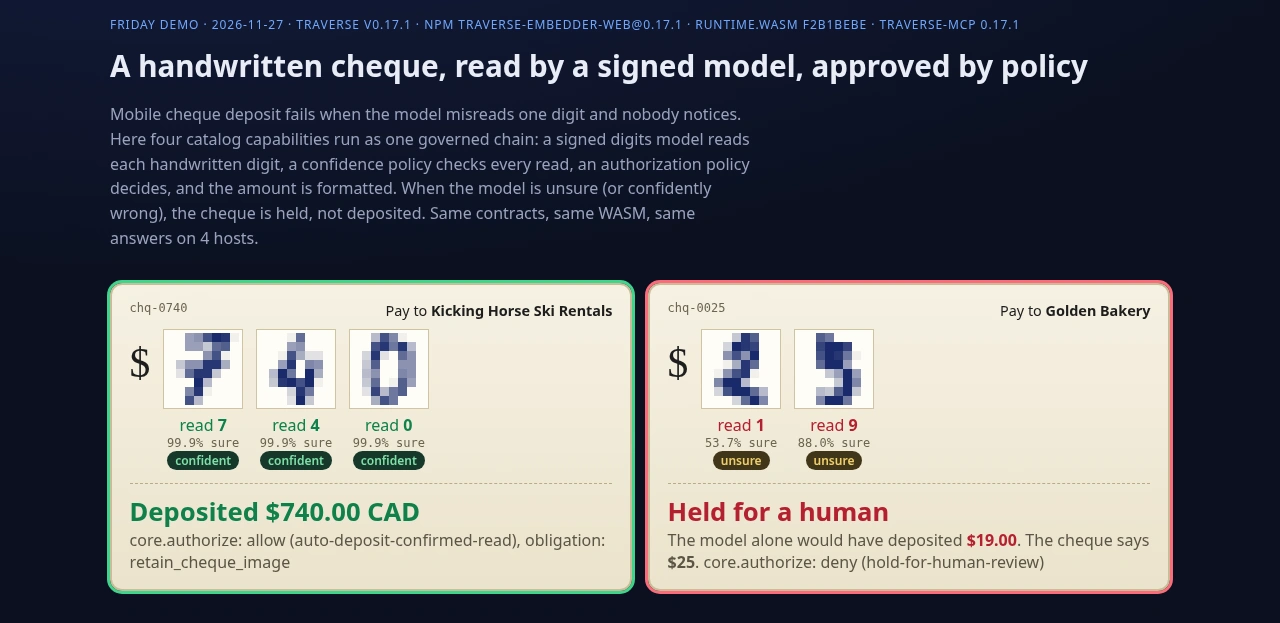 FRIDAY DEMO · 2026-11-27 · TRAVERSE V0.17.1 · NPM TRAVERSE-EMBEDDER-WEB@0.17.1 · RUNTIME.WASM F2B1BEBE · TRAVERSE-MCP 0.17.1
A handwritten cheque, read by a signed model, approved by policy
Mobile cheque deposit fails when the model misreads one digit and nobody notices.
Here four catalog capabilities run as one governed chain: a signed digits model reads
each handwritten digit, a confidence policy checks every read, an authorization policy
decides, and the amount is formatted. When the model is unsure (or confidently
wrong), the cheque is held, not deposited. Same contracts, same WASM, same
answers on 4 hosts.
chq-0740
Pay to Kicking Horse Ski Rentals
$ 7 4 0
read 7 read 4 read 0
99.9% sure 99.9% sure 99.9% sure
confident confident confident
Deposited $740.00 CAD
core.authorize: allow (auto-deposit-confirmed-read), obligation:
retain_cheque_image
chq-0025
Pay to Golden Bakery
$
read 1 read 9
53.7% sure 88.0% sure
unsure unsure
Held for a human
The model alone would have deposited $19.00. The cheque says
$25. core.authorize: deny (hold-for-human-review)